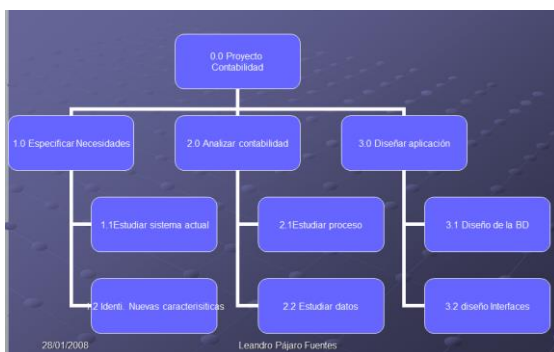 0.0 Proyecto
Contabilidad
1.0 Especificar Necesidades
2.0 Analizar contabilidad
3.0 Diseñar aplicación
1.1Estudiar sistema actual
2.1Estudiar proceso
3.1 Diseño de la BD
1.2 Identi. Nuevas caracterisiticas
2.2 Estudiar datos
3.2 diseño Interfaces
28/01/2008
Leandro Pájaro Fuentes